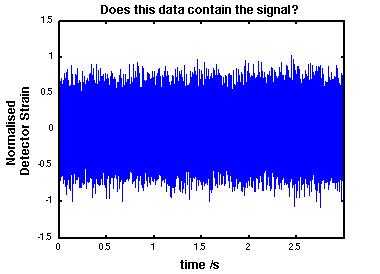 Does this data contain the signal?
1.5
1
0.5
0
-0.5
-1
-1.5
Normalised
Detector Strain
0 0.5 1 1.5 2 2.5
time /s